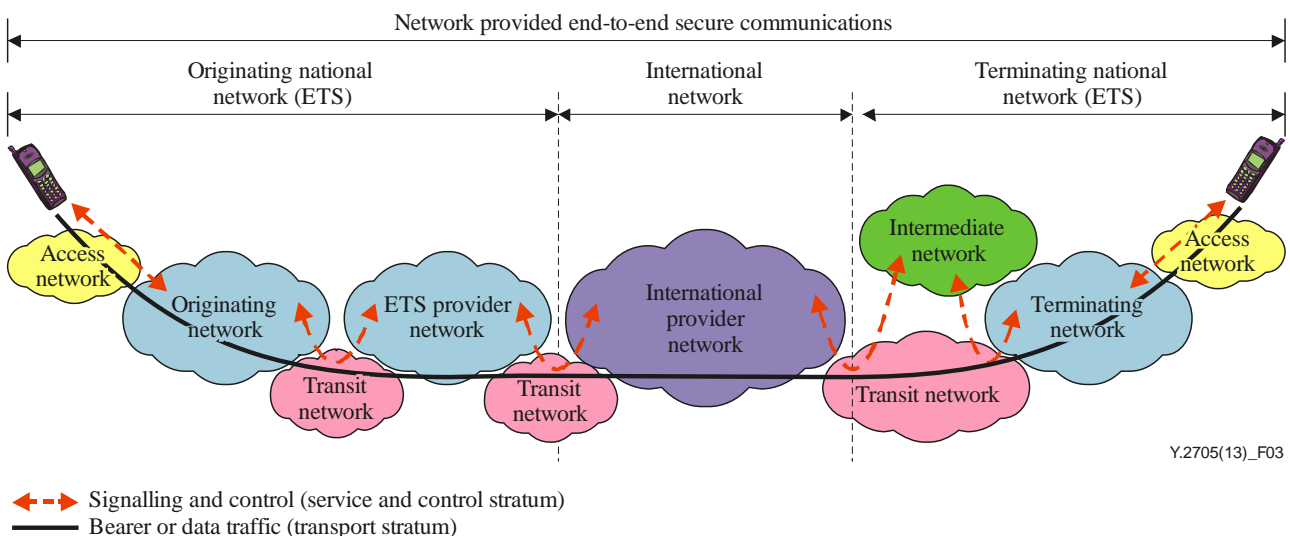 Network provided end-to-end secure communications
Originating national
network (ETS)
International
network
Terminating national
network (ETS)
Access
network
Originating
network
Transit
network
ETS provider
network
Transit
network
International
provider
network
Intermediate
network
Transit network
Terminating
network
Access
network
Y.2705(13)_F03
Signalling and control (service and control stratum)
Bearer or data traffic (transport stratum)